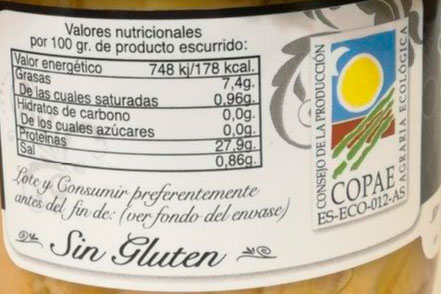 Valores nutricionales
por 100 gr. de producto escurrido:
Valor energético 748 kj/178 kcal.
Grasas 7,4g.
De las cuales saturadas 0,96g.
Hidratos de carbono 0,0g.
De los cuales azúcares 0,0g.
Proteinas 27,9g.
Sal 0,86g.
Lote y Consumir preferentemente
antes del fin de: (ver fondo del envase)
Sin Gluten
CONSEJO DE LA PRODUCCIÓN
AGRARIA ECOLÓGICA
COPAE
ES-ECO-012-AS